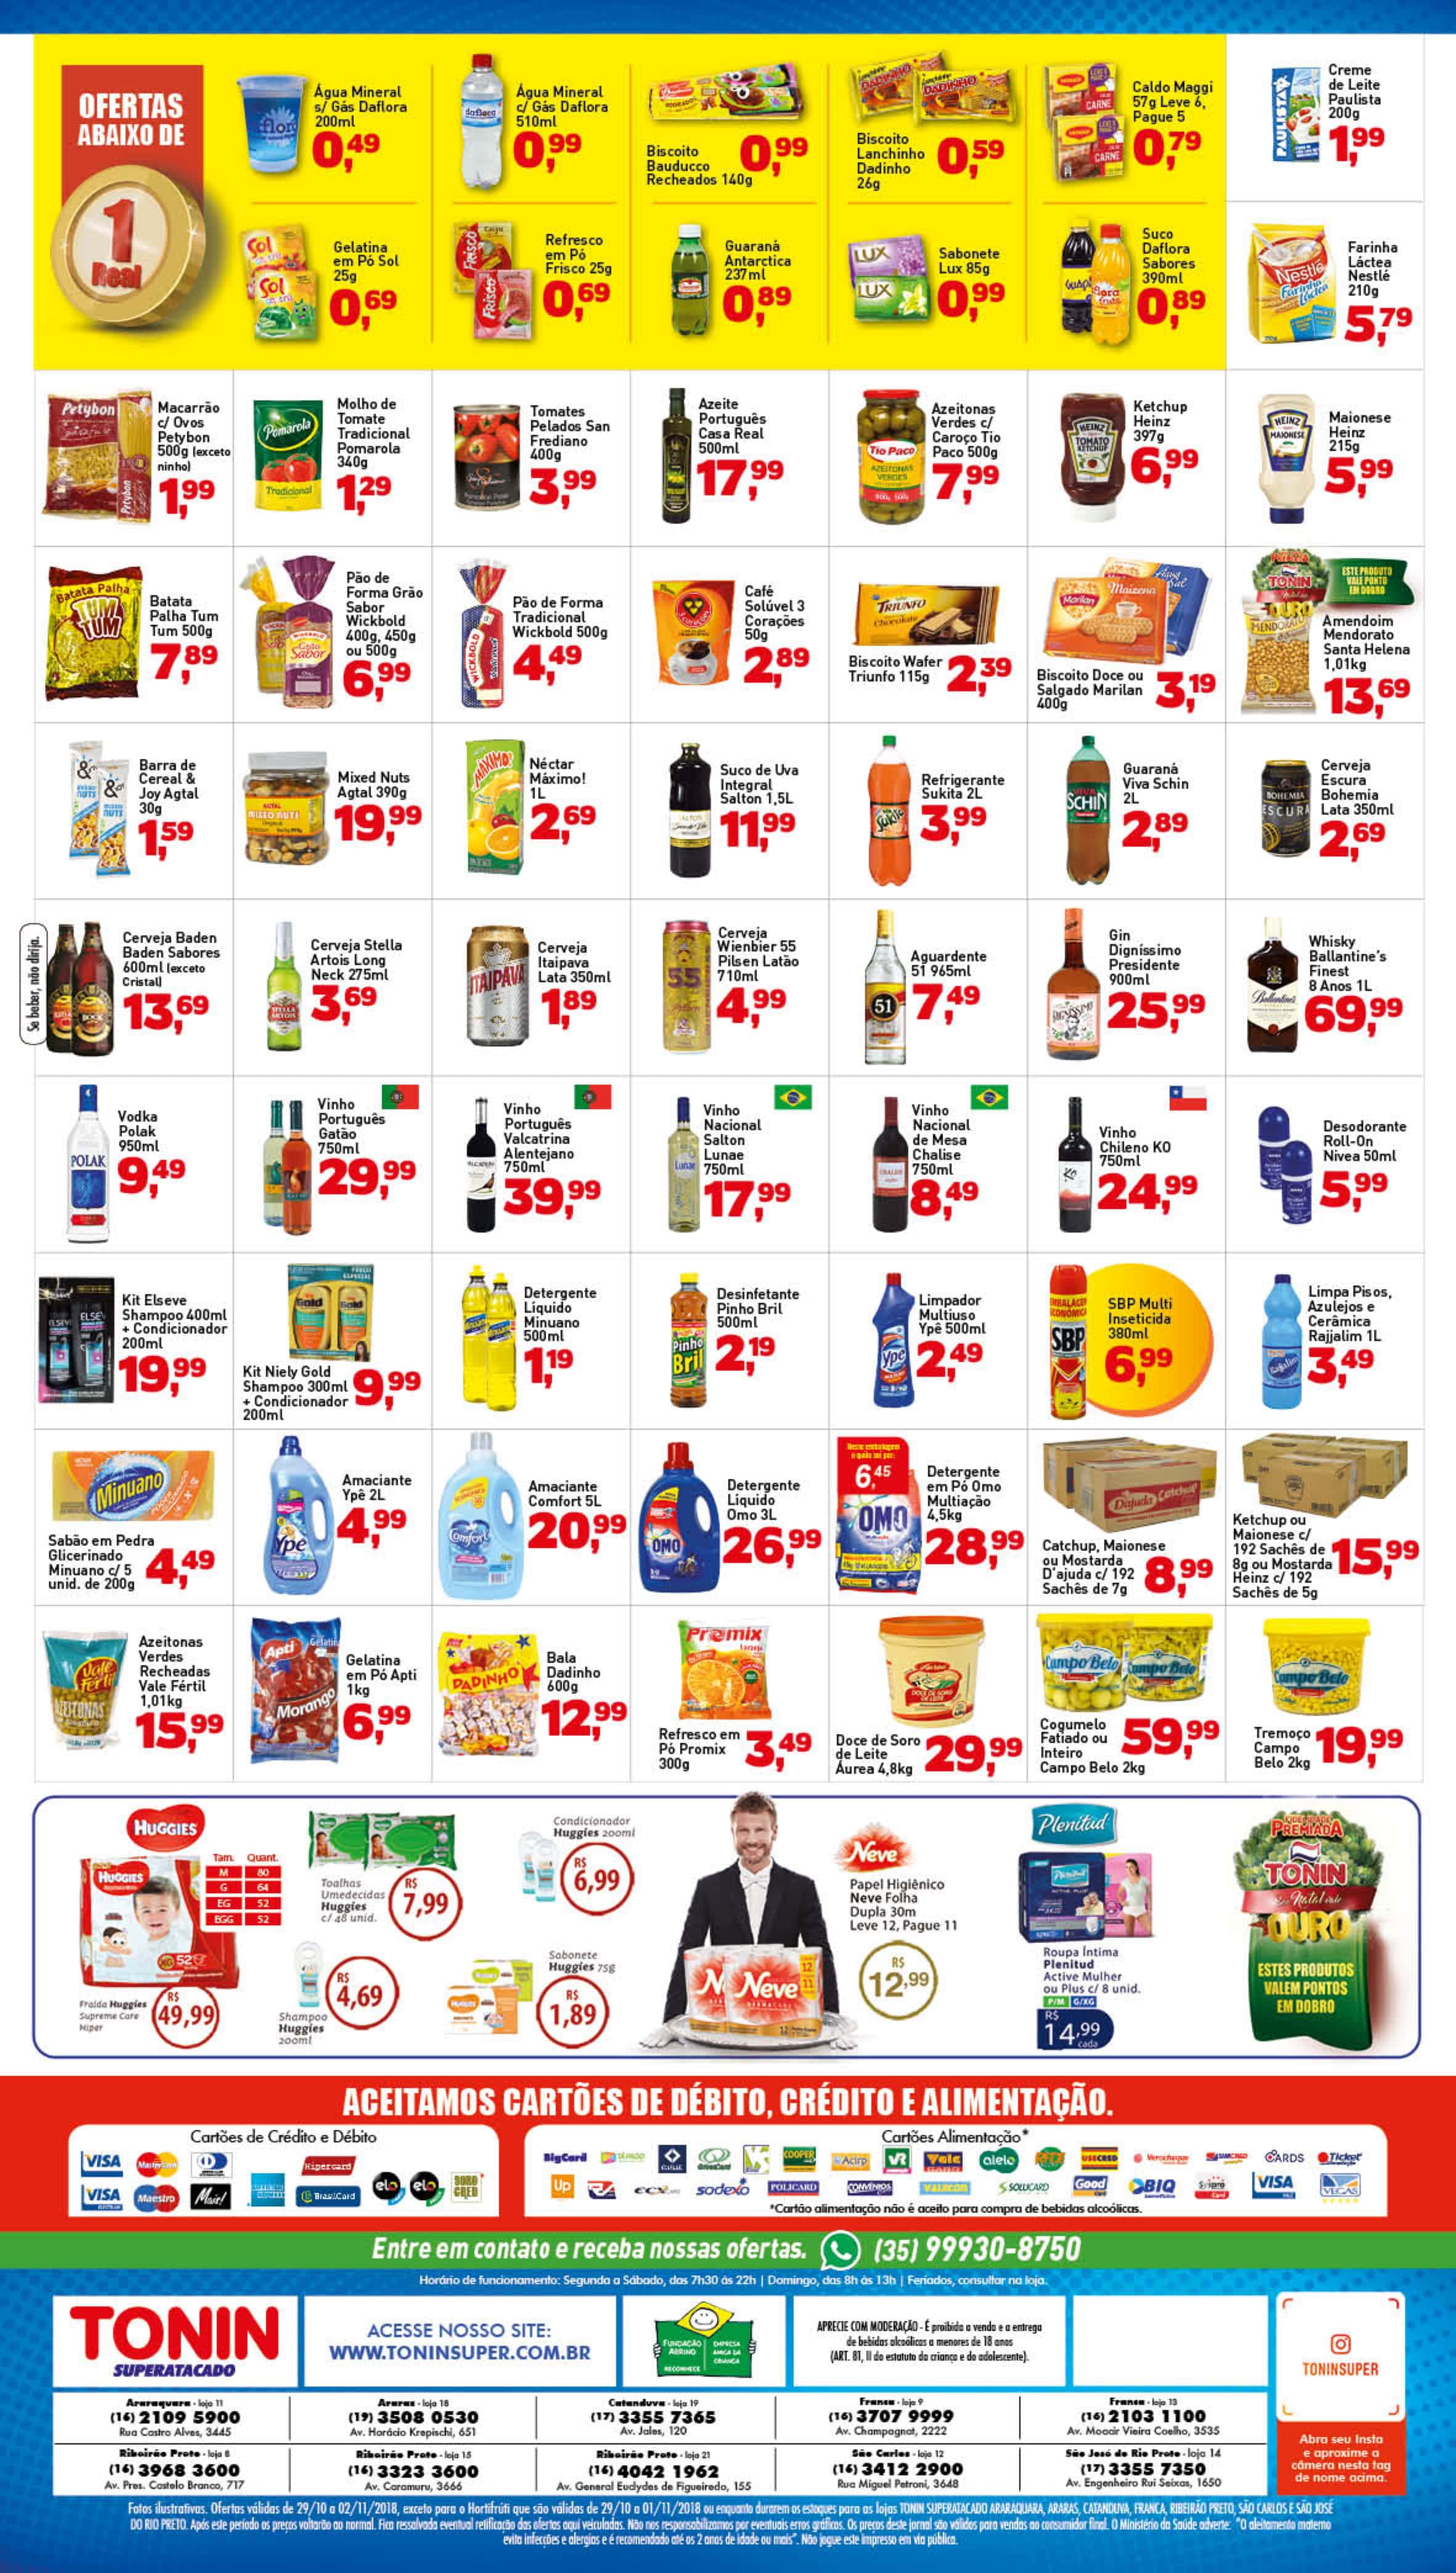 OFERTAS
ABAIXO DE
1
Real
Água Mineral
s/ Gás Daflora
200ml
0,49
Água Mineral
c/ Gás Daflora
510ml
0,99
Biscoito
Bauducco
Recheados 140g
0,99
Biscoito
Lanchinho
Dadinho
26g
0,59
Caldo Maggi
57g Leve 6,
Pague 5
0,79
Creme
de Leite
Paulista
200g
1,99
Gelatina
em Pó Sol
25g
0,69
Refresco
em Pó
Frisco 25g
0,69
Guaraná
Antarctica
237ml
0,89
Sabonete
Lux 85g
0,99
Suco
Daflora
Sabores
390ml
0,89
Farinha
Láctea
Nestlé
210g
5,79
Macarrão
c/ Ovos
Petybon
500g (exceto
ninho)
1,99
Molho de
Tomate
Tradicional
Pomarola
340g
1,29
Tomates
Pelados San
Frediano
400g
3,99
Azeite
Português
Casa Real
500ml
17,99
Azeitonas
Verdes c/
Caroço Tio
Paco 500g
7,99
Ketchup
Heinz
397g
6,99
Maionese
Heinz
215g
5,99
Batata
Palha Tum
Tum 500g
7,89
Pão de
Forma Grão
Sabor
Wickbold
400g, 450g
ou 500g
6,99
Pão de Forma
Tradicional
Wickbold 500g
4,49
Café
Solúvel 3
Corações
50g
2,89
Biscoito Wafer
Triunfo 115g
2,39
Biscoito Doce ou
Salgado Marilan
400g
3,19
ESTE PRODUTO
VALE PONTO
EM DOBRO
Amendoim
Mendorato
Santa Helena
1,01kg
13,69
Barra de
Cereal &
Joy Agtal
30g
1,59
Mixed Nuts
Agtal 390g
19,99
Néctar
Máximo!
1L
2,69
Suco de Uva
Integral
Salton 1,5L
11,99
Refrigerante
Sukita 2L
3,99
Guaraná
Viva Schin
2L
2,89
Cerveja
Escura
Bohemia
Lata 350ml
2,69
Se beber, não dirija.
Cerveja Baden
Baden Sabores
600ml (exceto
Cristal)
13,69
Cerveja Stella
Artois Long
Neck 275ml
3,69
Cerveja
Itaipava
Lata 350ml
1,89
Cerveja
Wienbier 55
Pilsen Latão
710ml
4,99
Aguardente
51 965ml
7,49
Gin
Digníssimo
Presidente
900ml
25,99
Whisky
Ballantine's
Finest
8 Anos 1L
69,99
Vodka
Polak
950ml
9,49
Vinho
Português
Gatão
750ml
29,99
Vinho
Português
Valcatrina
Alentejano
750ml
39,99
Vinho
Nacional
Salton
Lunae
750ml
17,99
Vinho
Nacional
de Mesa
Chalise
750ml
8,49
Vinho
Chileno KO
750ml
24,99
Desodorante
Roll-On
Nivea 50ml
5,99
Kit Elseve
Shampoo 400ml
+ Condicionador
200ml
19,99
Kit Niely Gold
Shampoo 300ml
+ Condicionador
200ml
9,99
Detergente
Líquido
Minuano
500ml
1,19
Desinfetante
Pinho Bril
500ml
2,19
Limpador
Multiuso
Ypê 500ml
2,49
SBP Multi
Inseticida
380ml
6,99
Limpa Pisos,
Azulejos e
Cerâmica
Rajjalim 1L
3,49
Sabão em Pedra
Glicerinado
Minuano c/ 5
unid. de 200g
4,49
Amaciante
Ypê 2L
4,99
Amaciante
Comfort 5L
20,99
Detergente
Líquido
Omo 3L
26,99
Nesta embalagem
o quilo sai por:
6,45
Detergente
em Pó Omo
Multiação
4,5kg
28,99
Catchup, Maionese
ou Mostarda
D'ajuda c/ 192
Sachês de 7g
8,99
Ketchup ou
Maionese c/
192 Sachês de
8g ou Mostarda
Heinz c/ 192
Sachês de 5g
15,99
Azeitonas
Verdes
Recheadas
Vale Fértil
1,01kg
15,99
Gelatina
em Pó Apti
1kg
6,99
Bala
Dadinho
600g
12,99
Refresco em
Pó Promix
300g
3,49
Doce de Soro
de Leite
Áurea 4,8kg
29,99
Cogumelo
Fatiado ou
Inteiro
Campo Belo 2kg
59,99
Tremoço
Campo
Belo 2kg
19,99
HUGGIES
Tam. Quant.
M 80
G 64
EG 52
EGG 52
Fralda Huggies
Supreme Care
Hiper
R$
49,99
Toalhas
Umedecidas
Huggies
c/ 48 unid.
R$
7,99
Shampoo
Huggies
200ml
R$
4,69
Condicionador
Huggies 200ml
R$
6,99
Sabonete
Huggies 75g
R$
1,89
Neve
Papel Higiênico
Neve Folha
Dupla 30m
Leve 12, Pague 11
R$
12,99
Plenitud
Roupa Íntima
Plenitud
Active Mulher
ou Plus c/ 8 unid.
P/M G/XG
R$
14,99
cada
PREMIADA
TONIN
Seu Natal vale
OURO
ESTES PRODUTOS
VALEM PONTOS
EM DOBRO
ACEITAMOS CARTÕES DE DÉBITO, CRÉDITO E ALIMENTAÇÃO.
Cartões de Crédito e Débito
VISA MasterCard Hipercard
VISA Maestro Mais! BrasilCard elo elo
Cartões Alimentação*
BigCard GreenCard COOPER Acirp VR Vale alelo USECRED Verocheque CARDS Ticket
Up sodexo POLICARD CONVÊNIOS VALECON SOLUCARD Good BIQ VISA VEGAS
*Cartão alimentação não é aceito para compra de bebidas alcoólicas.
Entre em contato e receba nossas ofertas. (35) 99930-8750
Horário de funcionamento: Segunda a Sábado, das 7h30 às 22h | Domingo, das 8h às 13h | Feriados, consultar na loja.
TONIN
SUPERATACADO
ACESSE NOSSO SITE:
WWW.TONINSUPER.COM.BR
FUNDAÇÃO
ABRINQ
RECONHECE
EMPRESA
AMIGA DA
CRIANÇA
APRECIE COM MODERAÇÃO - É proibida a venda e a entrega
de bebidas alcoólicas a menores de 18 anos
(ART. 81, II do estatuto da criança e do adolescente).
TONINSUPER
Abra seu Insta
e aproxime a
câmera nesta tag
de nome acima.
Araraquara - loja 11
(16) 2109 5900
Rua Castro Alves, 3445
Araras - loja 18
(19) 3508 0530
Av. Horácio Krepischi, 651
Catanduva - loja 19
(17) 3355 7365
Av. Jales, 120
Franca - loja 9
(16) 3707 9999
Av. Champagnat, 2222
Franca - loja 13
(16) 2103 1100
Av. Moacir Vieira Coelho, 3535
Ribeirão Preto - loja 8
(16) 3968 3600
Av. Pres. Castelo Branco, 717
Ribeirão Preto - loja 15
(16) 3323 3600
Av. Caramuru, 3666
Ribeirão Preto - loja 21
(16) 4042 1962
Av. General Euclydes de Figueiredo, 155
São Carlos - loja 12
(16) 3412 2900
Rua Miguel Petroni, 3648
São José do Rio Preto - loja 14
(17) 3355 7350
Av. Engenheiro Rui Seixas, 1650
Fotos ilustrativas. Ofertas válidas de 29/10 a 02/11/2018, exceto para o Hortifrúti que são válidas de 29/10 a 01/11/2018 ou enquanto durarem os estoques para as lojas TONIN SUPERATACADO ARARAQUARA, ARARAS, CATANDUVA, FRANCA, RIBEIRÃO PRETO, SÃO CARLOS E SÃO JOSÉ
DO RIO PRETO. Após este período os preços voltarão ao normal. Fica ressalvada eventual retificação das ofertas aqui veiculadas. Não nos responsabilizamos por eventuais erros gráficos. Os preços deste jornal são válidos para vendas ao consumidor final. O Ministério da Saúde adverte: "O aleitamento materno
evita infecções e alergias e é recomendado até os 2 anos de idade ou mais". Não jogue este impresso em via pública.